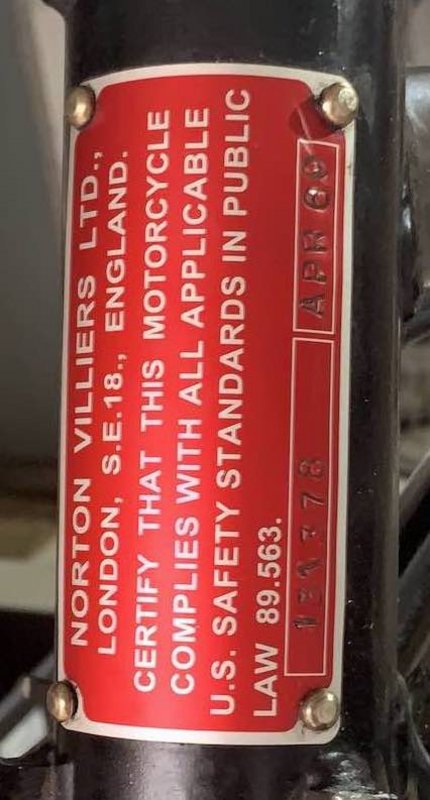 NORTON VILLIERS LTD.,
LONDON, S.E.18., ENGLAND.
CERTIFY THAT THIS MOTORCYCLE
COMPLIES WITH ALL APPLICABLE
U.S. SAFETY STANDARDS IN PUBLIC
LAW 89.563.
131778 APR 69